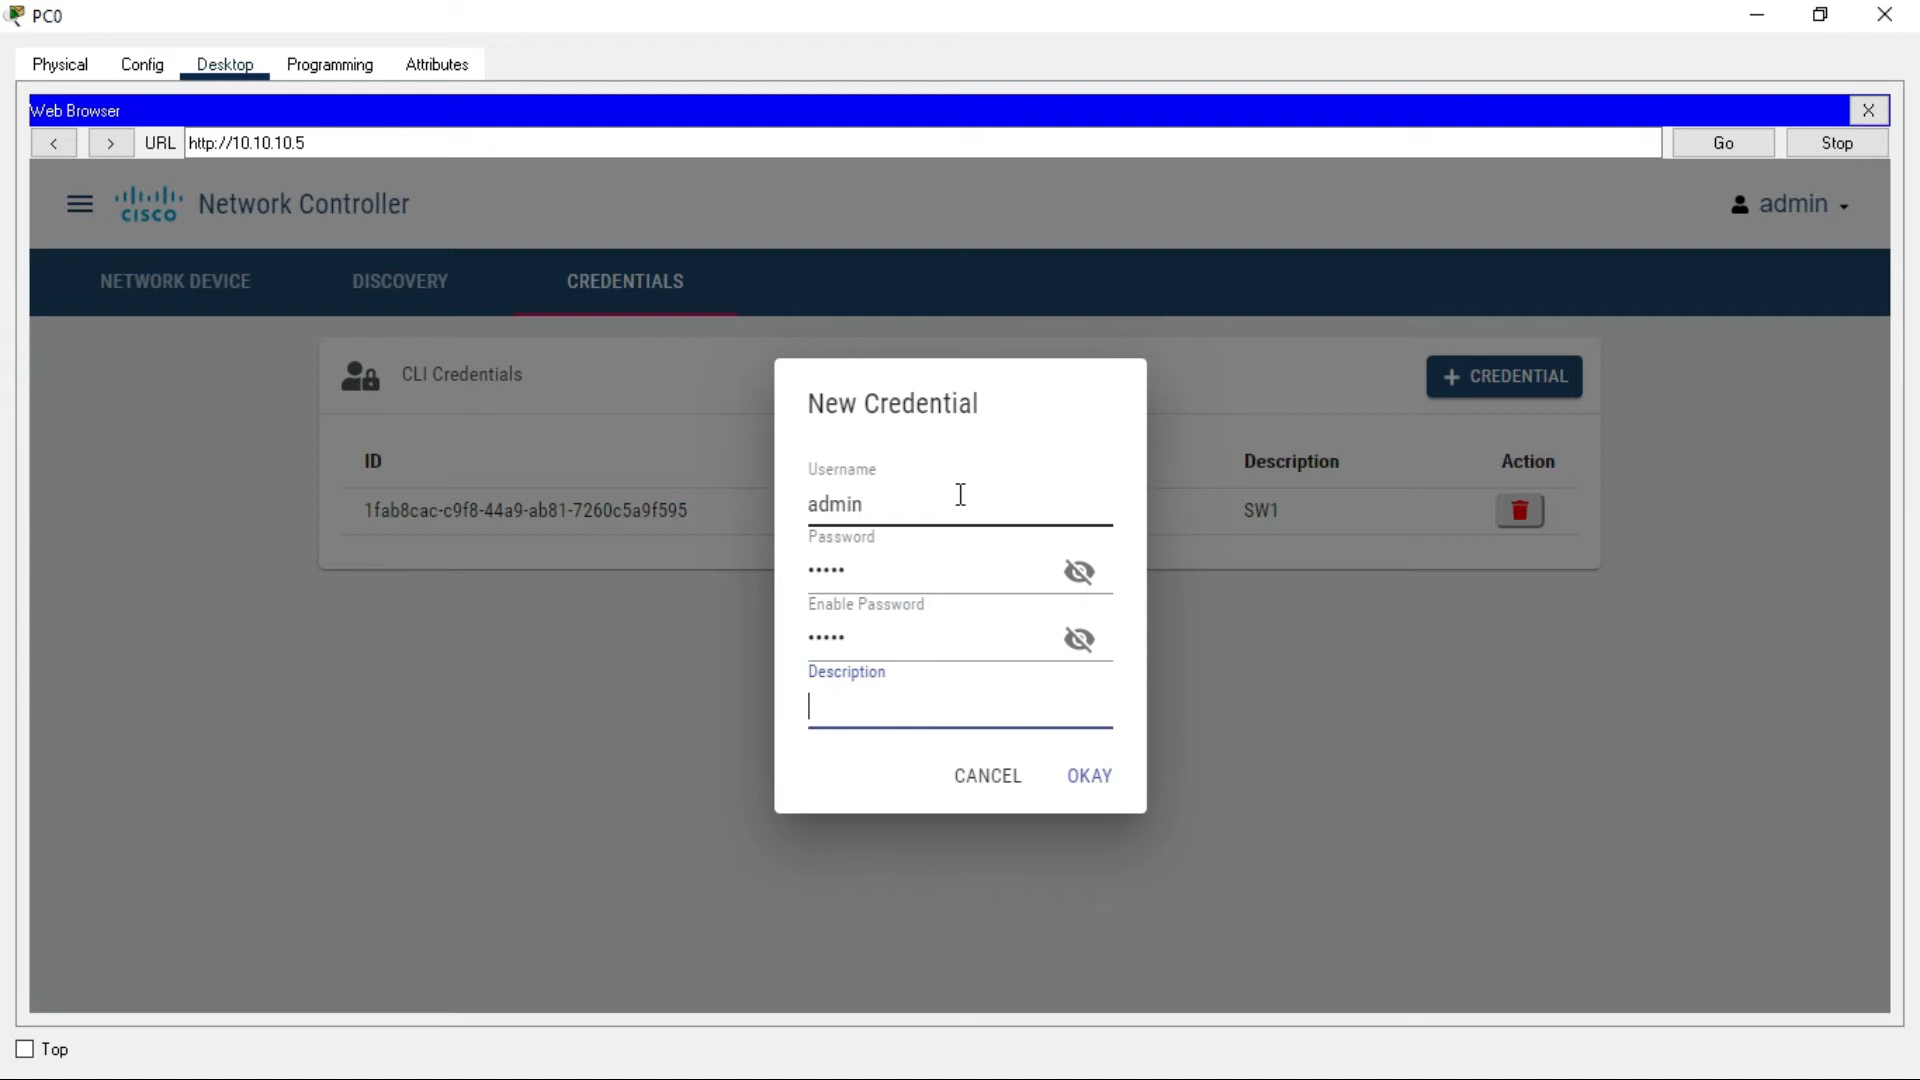 PC0
Physical Config Desktop Programming Attributes
Web Browser X
< > URL http://10.10.10.5 Go Stop
CISCO Network Controller admin
NETWORK DEVICE DISCOVERY CREDENTIALS
CLI Credentials + CREDENTIAL
ID Description Action
1fab8cac-c9f8-44a9-ab81-7260c5a9f595 SW1
New Credential
Username
admin
Password
•••••
Enable Password
•••••
Description
CANCEL OKAY
Top